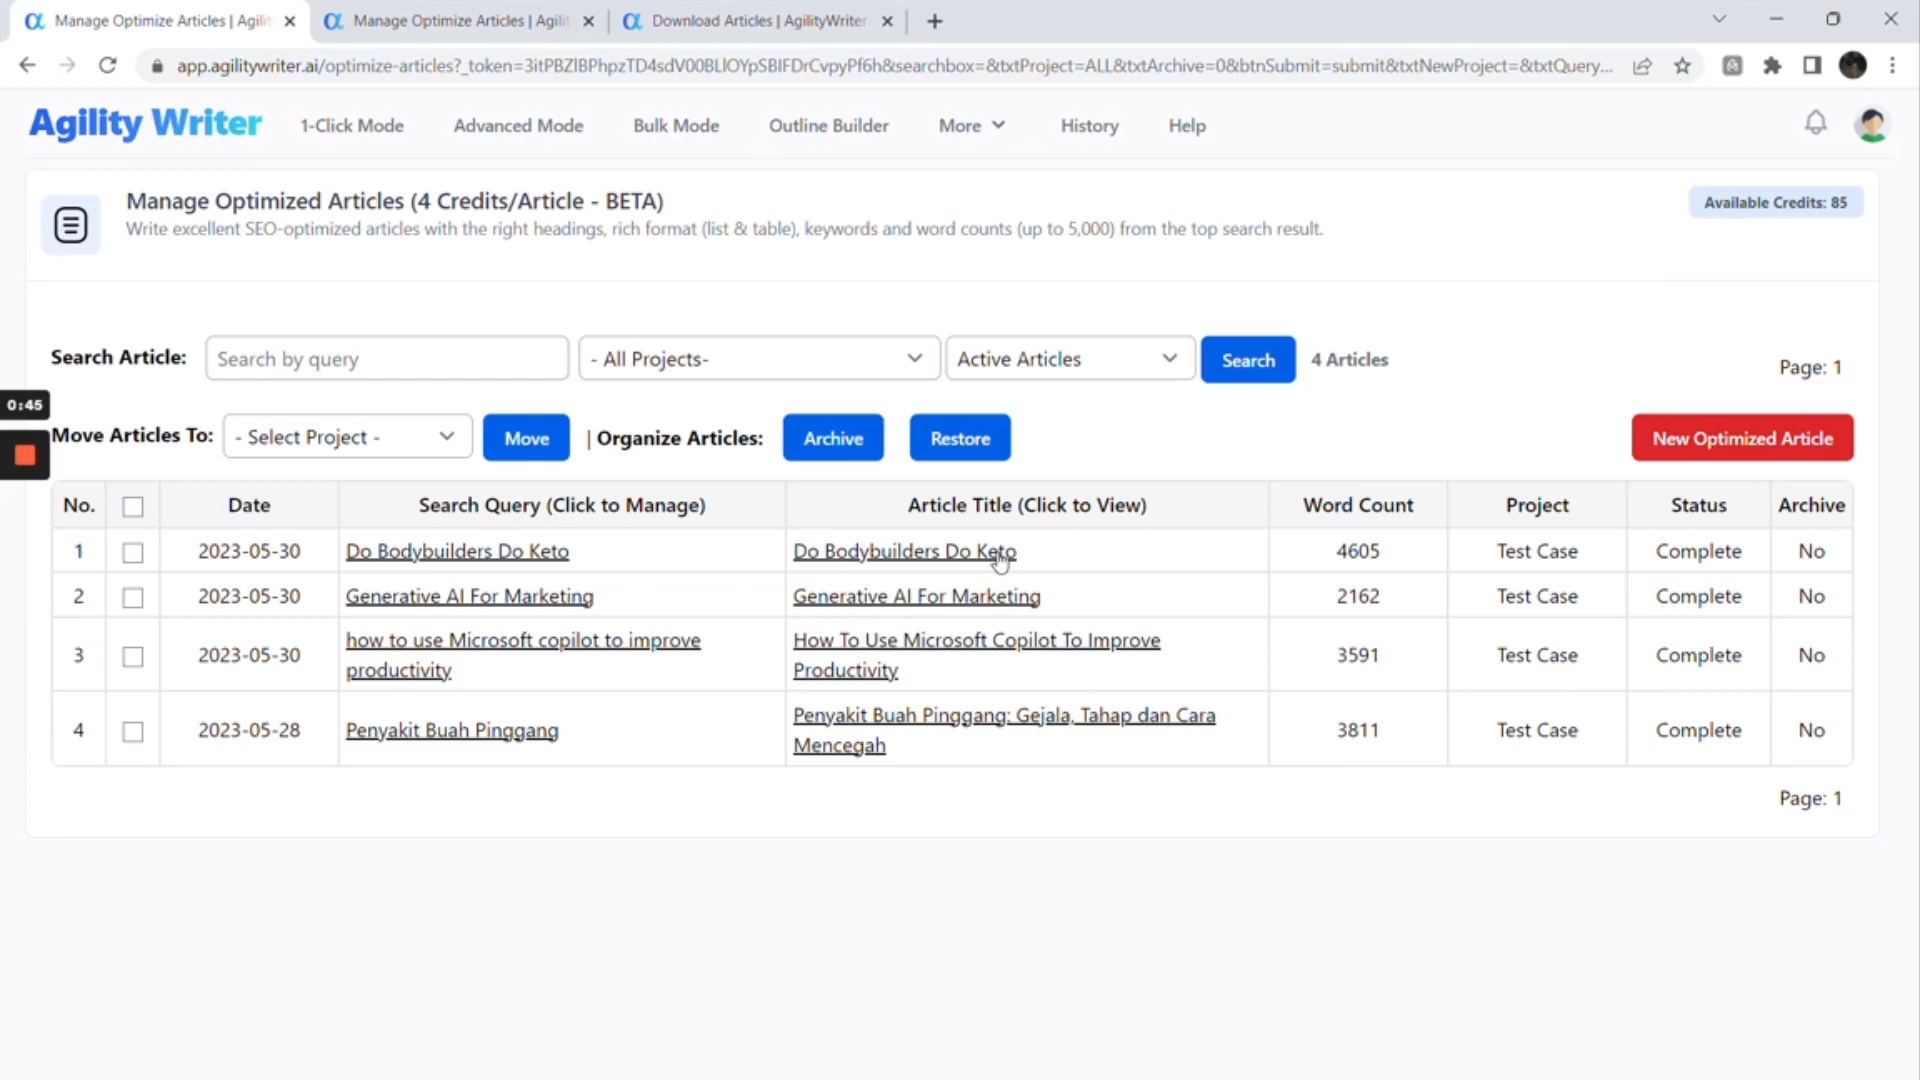 Manage Optimize Articles | Agilit
Manage Optimize Articles | Agilit
Download Articles | AgilityWriter
app.agilitywriter.ai/optimize-articles?_token=3itPBZlBPhpzTD4sdV00BLlOYpSBIFDrCvpyPf6h&searchbox=&txtProject=ALL&txtArchive=0&btnSubmit=submit&txtNewProject=&txtQuery...
Agility Writer
1-Click Mode
Advanced Mode
Bulk Mode
Outline Builder
More
History
Help
Manage Optimized Articles (4 Credits/Article - BETA)
Available Credits: 85
Write excellent SEO-optimized articles with the right headings, rich format (list & table), keywords and word counts (up to 5,000) from the top search result.
Search Article:
Search by query
- All Projects-
Active Articles
Search
4 Articles
Page: 1
0:45
Move Articles To:
- Select Project -
Move
| Organize Articles:
Archive
Restore
New Optimized Article
No. Date Search Query (Click to Manage) Article Title (Click to View) Word Count Project Status Archive
1 2023-05-30 Do Bodybuilders Do Keto Do Bodybuilders Do Keto 4605 Test Case Complete No
2 2023-05-30 Generative AI For Marketing Generative AI For Marketing 2162 Test Case Complete No
3 2023-05-30 how to use Microsoft copilot to improve productivity How To Use Microsoft Copilot To Improve Productivity 3591 Test Case Complete No
4 2023-05-28 Penyakit Buah Pinggang Penyakit Buah Pinggang: Gejala, Tahap dan Cara Mencegah 3811 Test Case Complete No
Page: 1